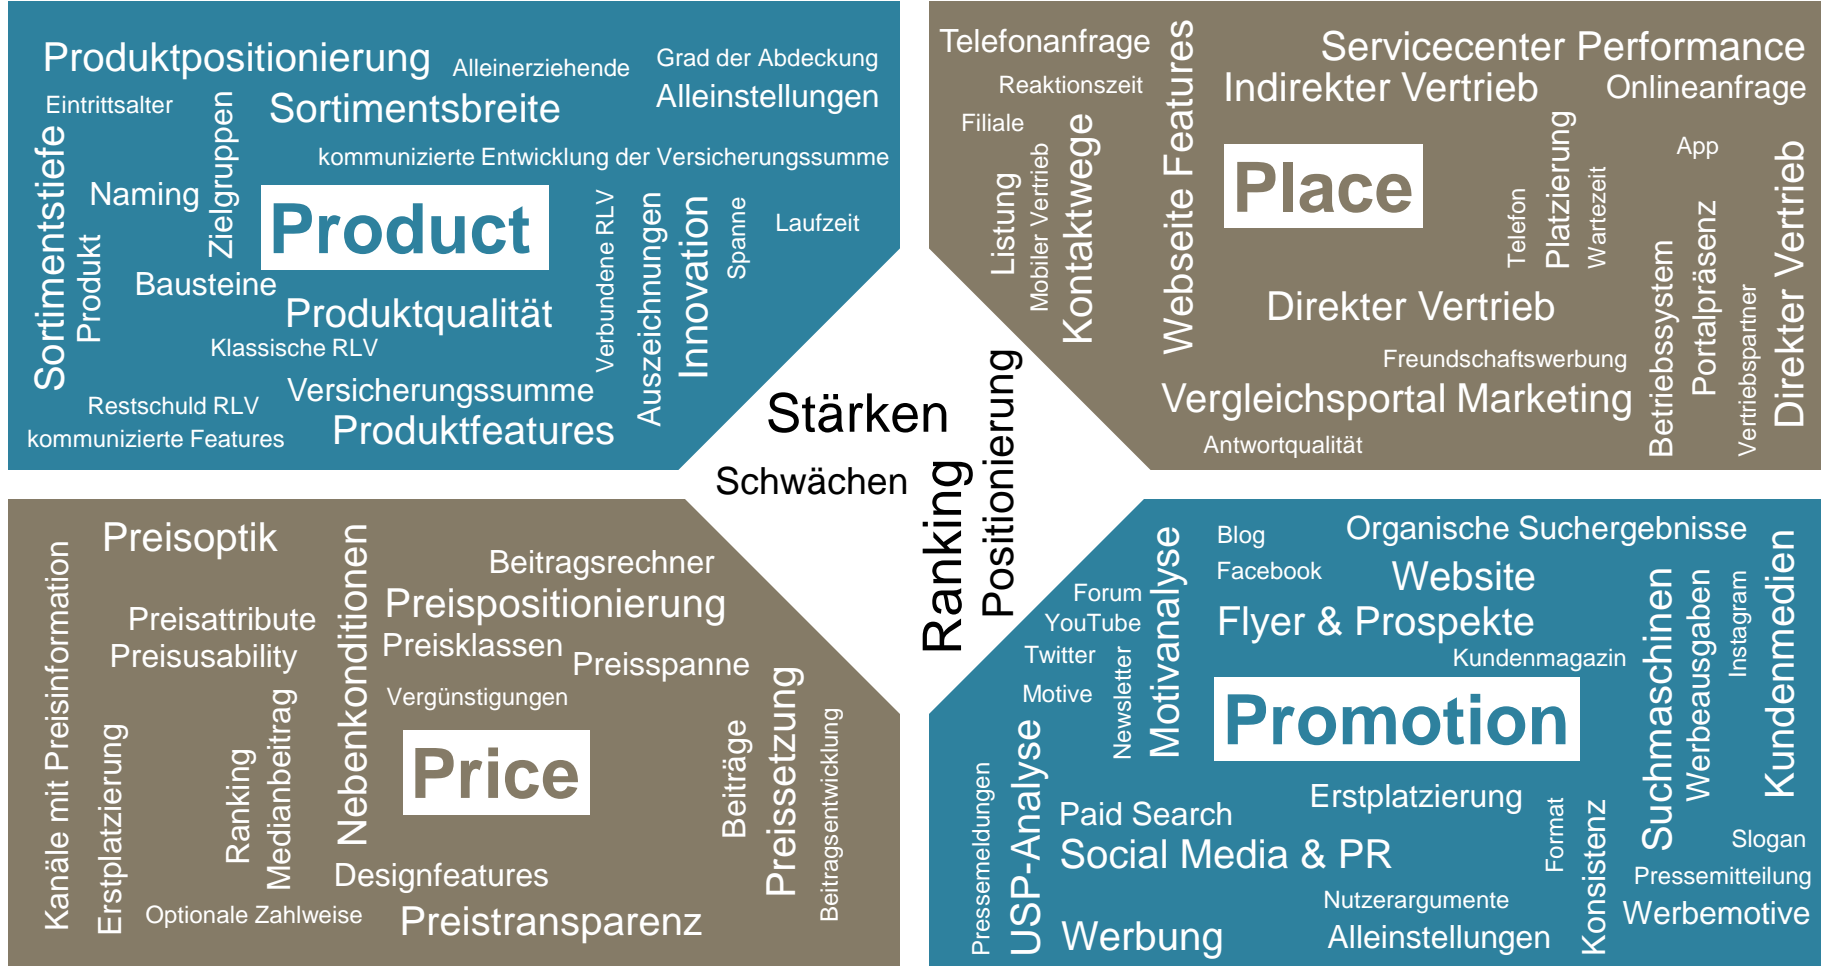 Produktpositionierung
Alleinerziehende
Grad der Abdeckung
Eintrittsalter
Sortimentsbreite
Alleinstellungen
Zielgruppen
Sortimentstiefe
kommunizierte Entwicklung der Versicherungssumme
Naming
Product
Verbundene RLV
Auszeichnungen
Innovation
Spanne
Laufzeit
Produkt
Bausteine
Produktqualität
Klassische RLV
Versicherungssumme
Restschuld RLV
Produktfeatures
kommunizierte Features
Telefonanfrage
Webseite Features
Servicecenter Performance
Reaktionszeit
Indirekter Vertrieb
Onlineanfrage
Filiale
Kontaktwege
Platzierung
App
Direkter Vertrieb
Listung
Mobiler Vertrieb
Place
Telefon
Wartezeit
Portalpräsenz
Betriebssystem
Vertriebspartner
Direkter Vertrieb
Freundschaftswerbung
Vergleichsportal Marketing
Antwortqualität
Stärken
Schwächen
Ranking
Positionierung
Preisoptik
Nebenkonditionen
Kanäle mit Preisinformation
Beitragsrechner
Preispositionierung
Preisattribute
Preisklassen
Preisusability
Preisspanne
Vergünstigungen
Medianbeitrag
Ranking
Erstplatzierung
Price
Beiträge
Preissetzung
Beitragsentwicklung
Designfeatures
Optionale Zahlweise
Preistransparenz
Blog
Organische Suchergebnisse
Motivanalyse
Facebook
Website
Kundenmedien
Forum
Suchmaschinen
Werbeausgaben
Instagram
YouTube
Flyer & Prospekte
Twitter
Newsletter
Kundenmagazin
Motive
Promotion
USP-Analyse
Pressemeldungen
Erstplatzierung
Paid Search
Format
Konsistenz
Social Media & PR
Slogan
Pressemitteilung
Nutzerargumente
Werbemotive
Werbung
Alleinstellungen